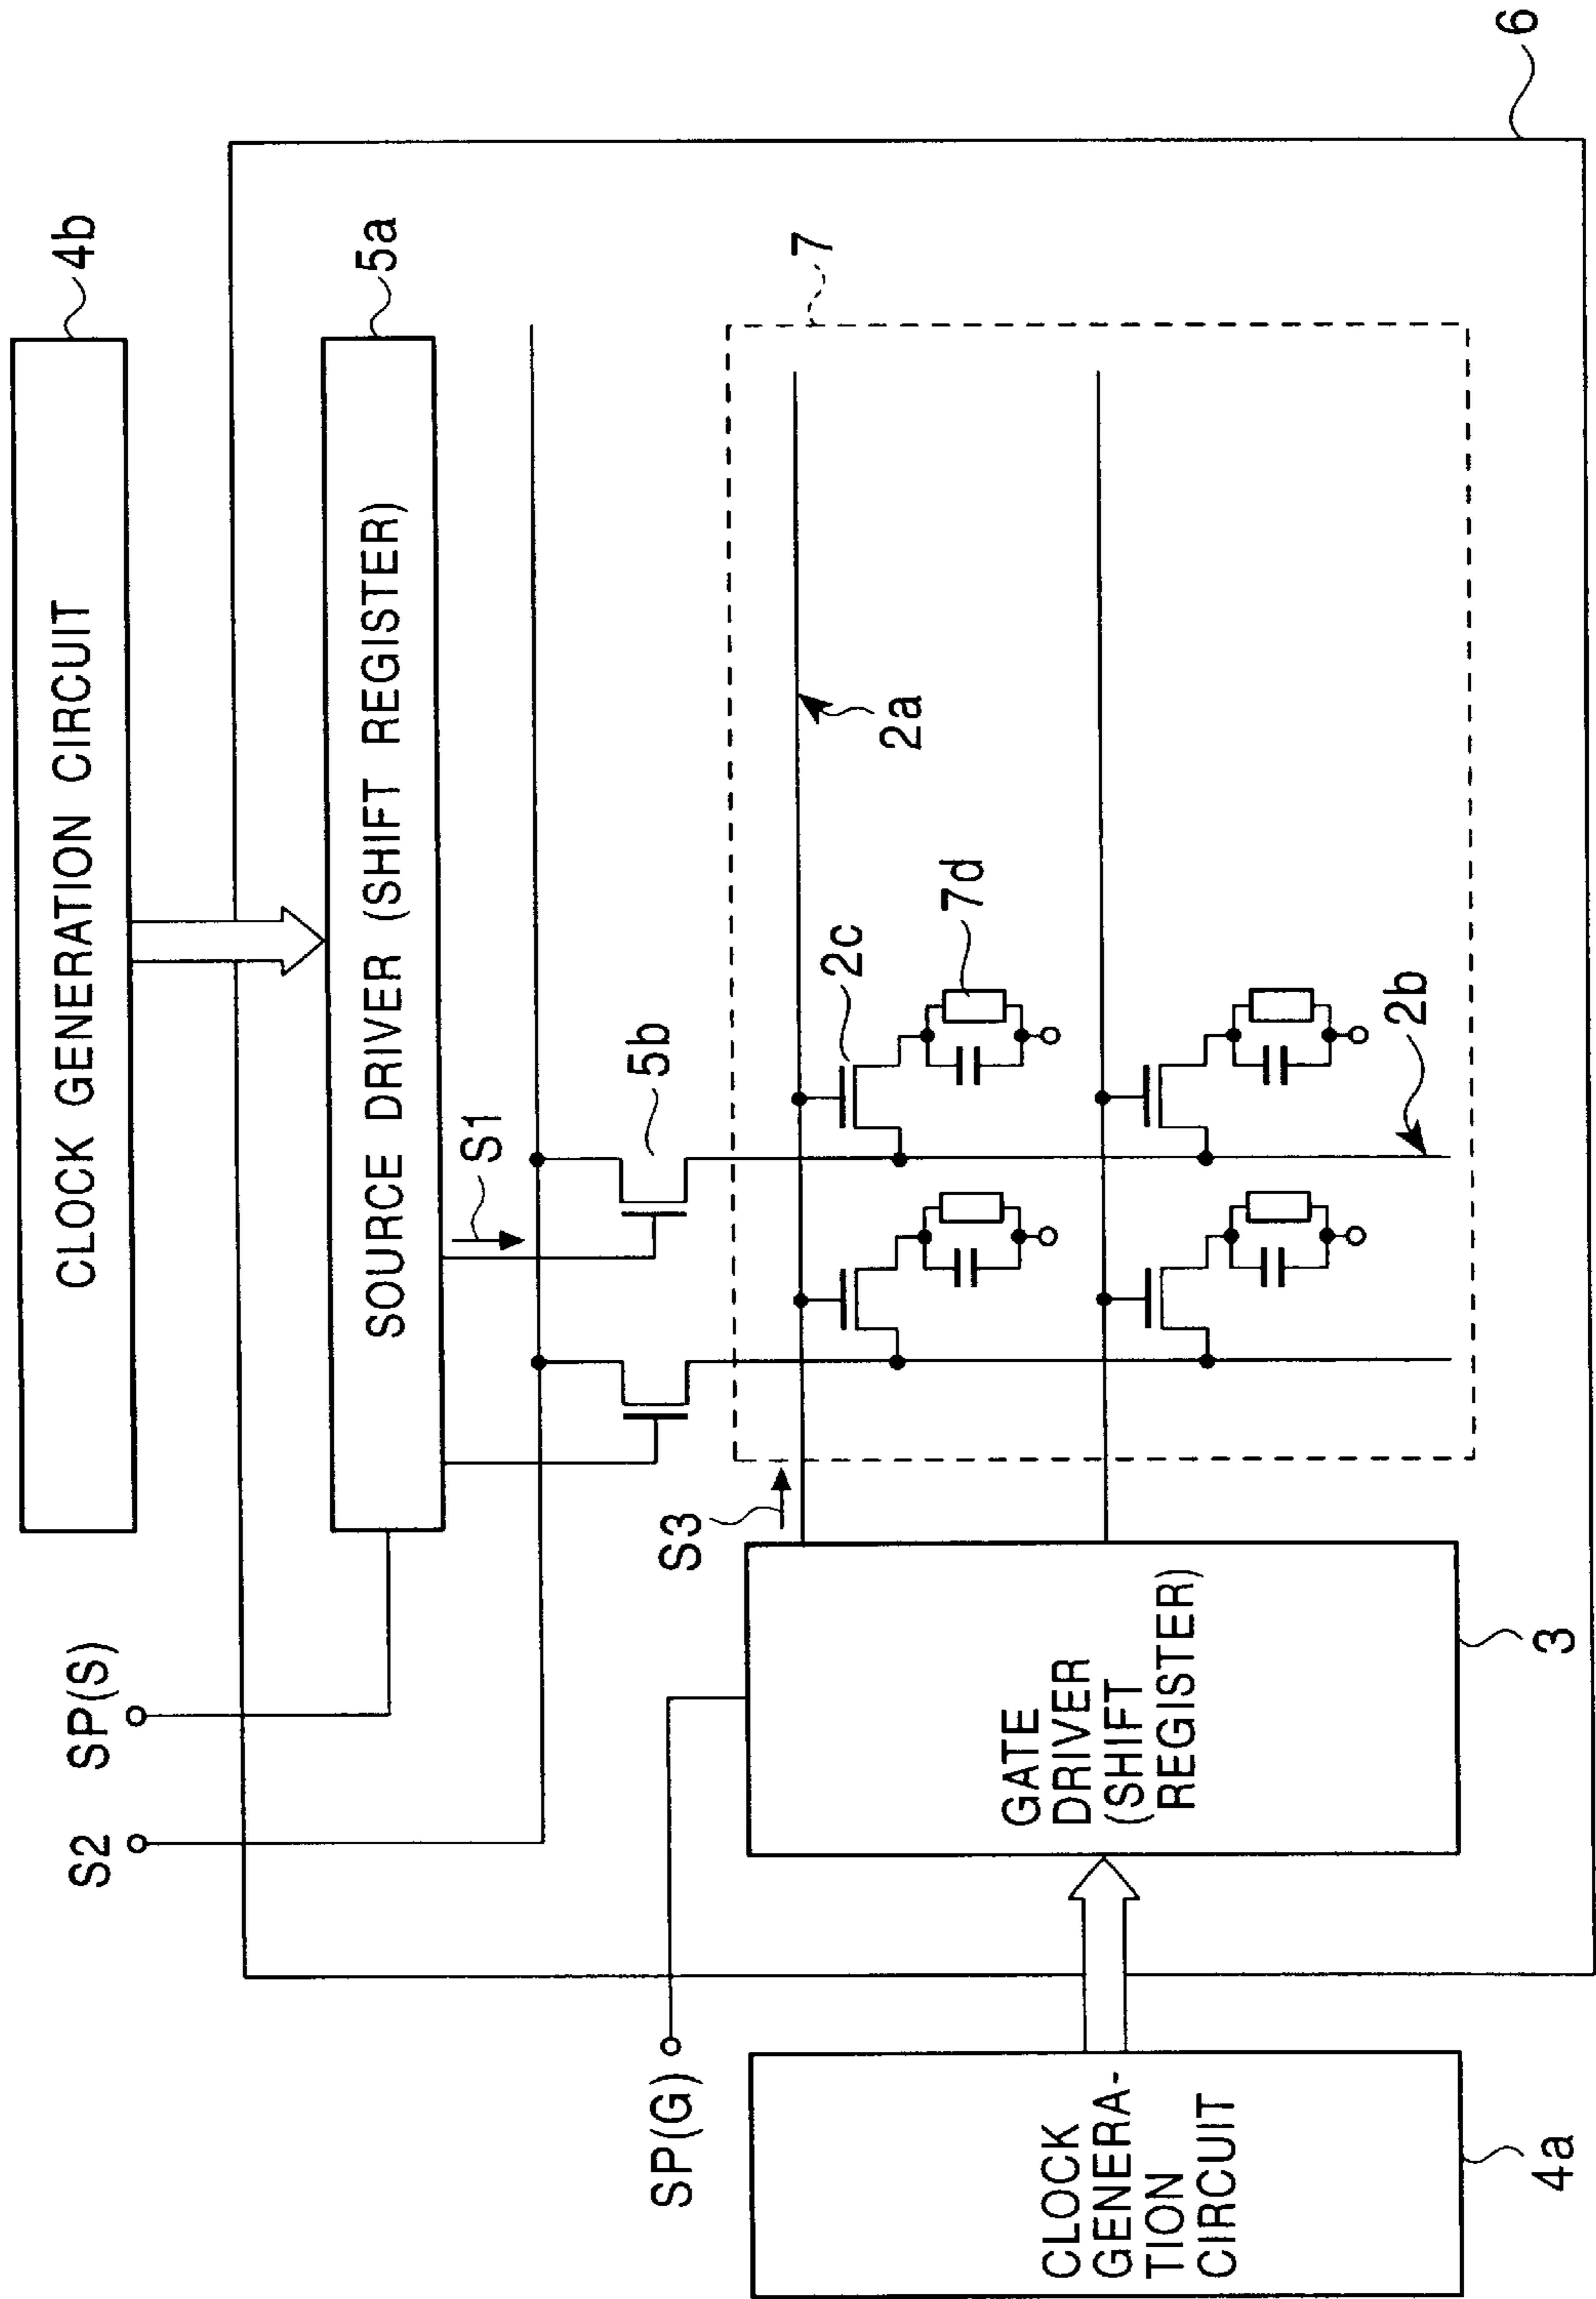 4b
CLOCK GENERATION CIRCUIT
SP(S)
S2
5a
SOURCE DRIVER (SHIFT REGISTER)
6
S1
5b
7
S3
2a
2c
7d
2b
SP(G)
GATE
DRIVER
(SHIFT
REGISTER)
3
CLOCK
GENERA-
TION
CIRCUIT
4a